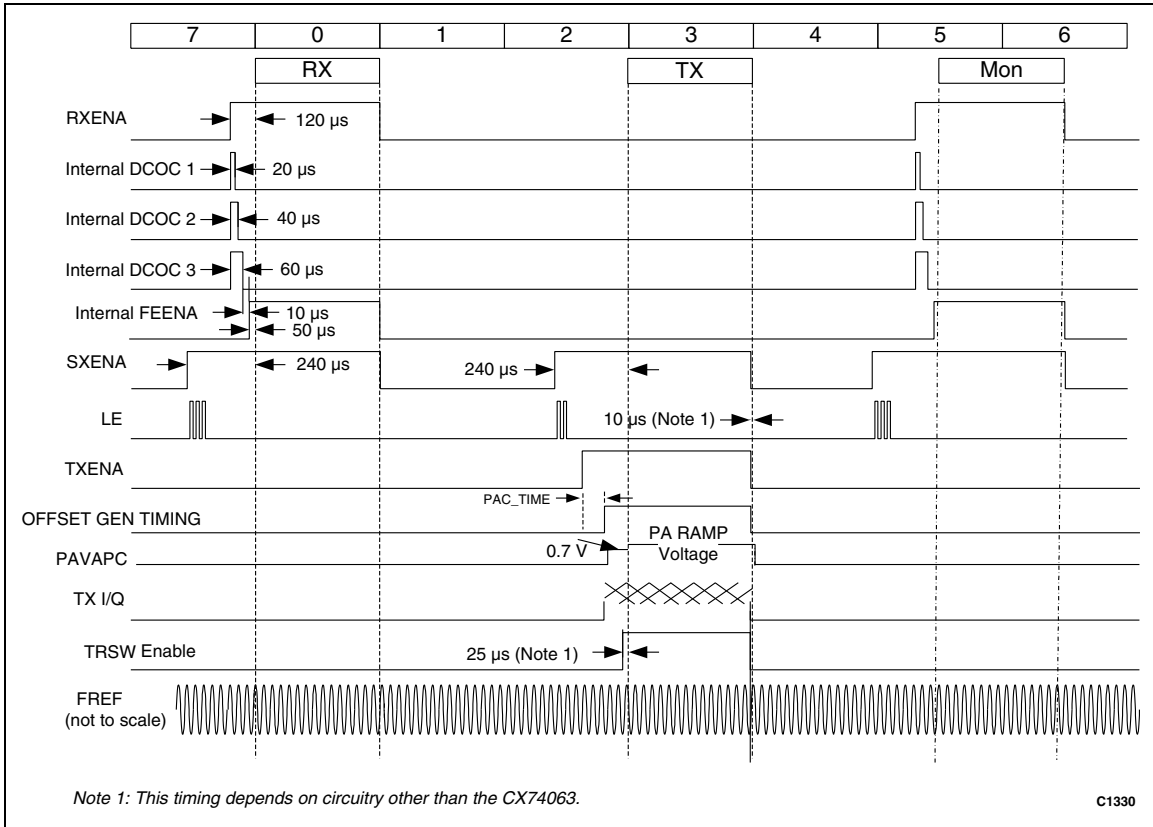 7 0 1 2 3 4 5 6
RX TX Mon
RXENA 120 µs
Internal DCOC 1 20 µs
Internal DCOC 2 40 µs
Internal DCOC 3 60 µs
Internal FEENA 10 µs
50 µs
SXENA 240 µs 240 µs
LE 10 µs (Note 1)
TXENA
PAC_TIME
OFFSET GEN TIMING
PA RAMP
0.7 V Voltage
PAVAPC
TX I/Q
TRSW Enable 25 µs (Note 1)
FREF
(not to scale)
Note 1: This timing depends on circuitry other than the CX74063.
C1330